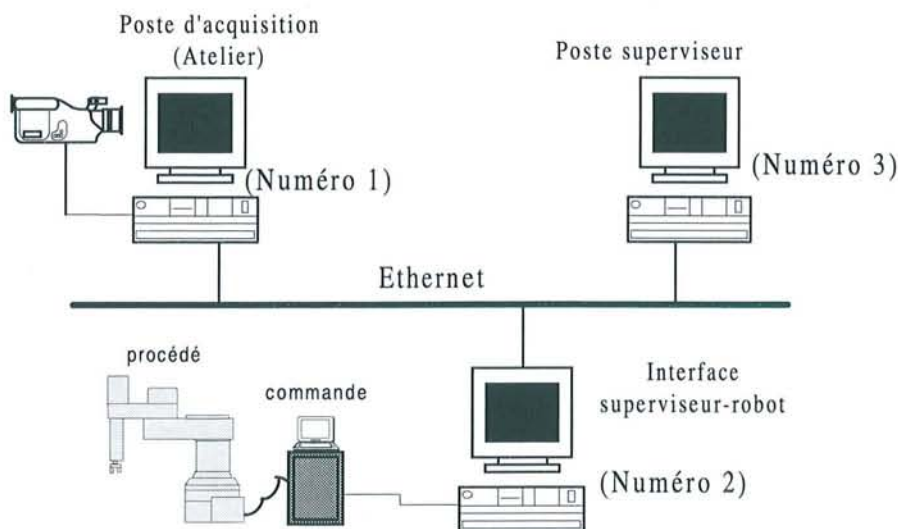 Poste d'acquisition
(Atelier)
Poste superviseur
(Numéro 1)
(Numéro 3)
Ethernet
procédé
commande
Interface
superviseur-robot
(Numéro 2)